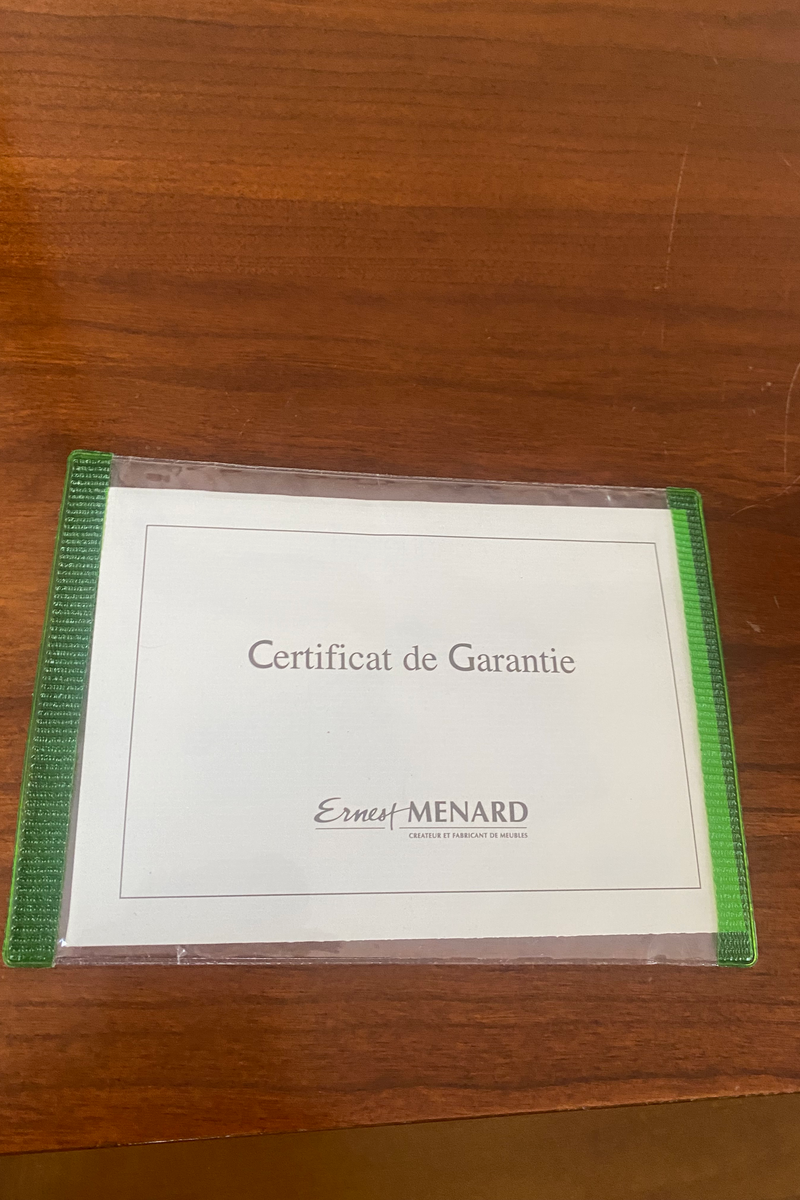 Certificat de Garantie
Ernest MENARD
CREATEUR ET FABRICANT DE MEUBLES